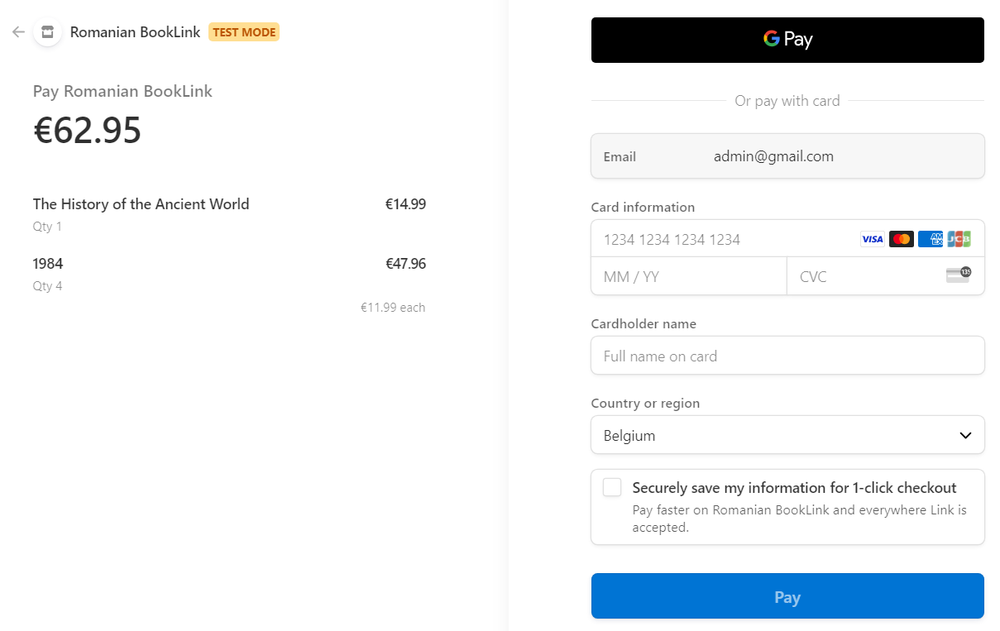 Romanian BookLink TEST MODE
Pay Romanian BookLink
€62.95
The History of the Ancient World €14.99
Qty 1
1984 €47.96
Qty 4
€11.99 each
G Pay
Or pay with card
Email admin@gmail.com
Card information
1234 1234 1234 1234 VISA AM EX JCB
MM / YY CVC 135
Cardholder name
Full name on card
Country or region
Belgium
Securely save my information for 1-click checkout
Pay faster on Romanian BookLink and everywhere Link is
accepted.
Pay